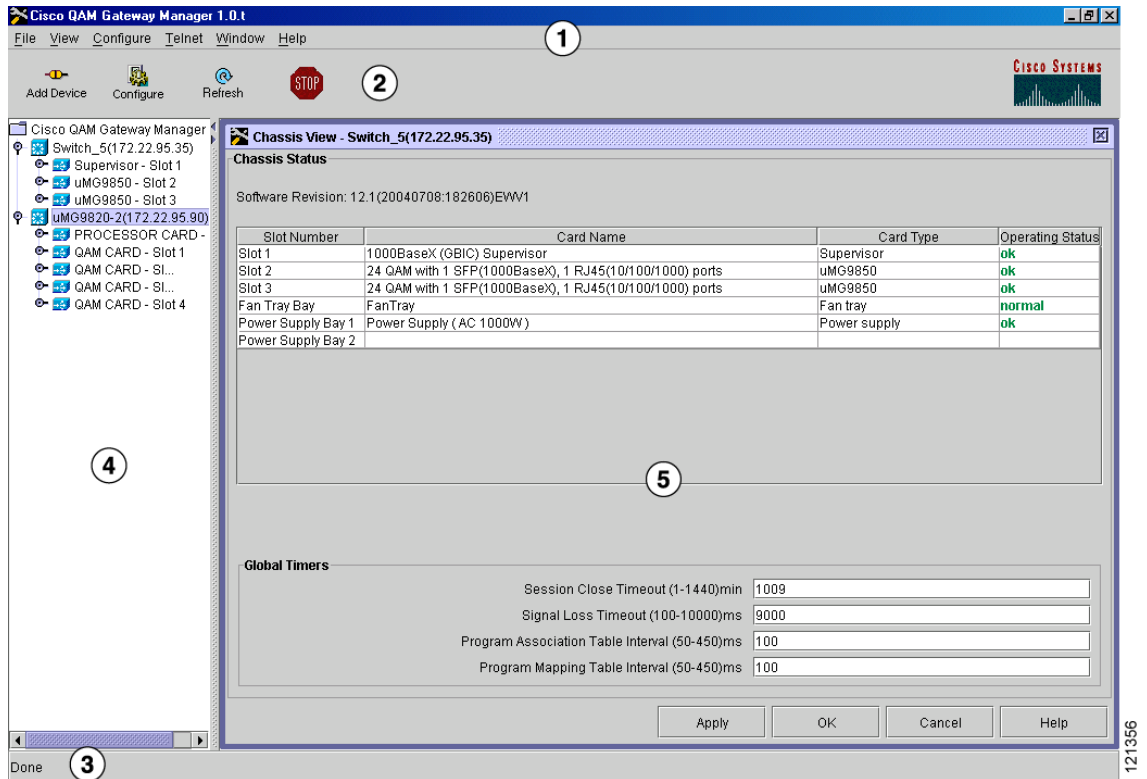 Cisco QAM Gateway Manager 1.0.t
File View Configure Telnet Window Help
1
Add Device Configure Refresh STOP 2
CISCO SYSTEMS
Cisco QAM Gateway Manager
Switch_5(172.22.95.35)
Supervisor - Slot 1
uMG9850 - Slot 2
uMG9850 - Slot 3
uMG9820-2(172.22.95.90)
PROCESSOR CARD -
QAM CARD - Slot 1
QAM CARD - Sl...
QAM CARD - Sl...
QAM CARD - Slot 4
4
Chassis View - Switch_5(172.22.95.35)
Chassis Status
Software Revision: 12.1(20040708:182606)EWV1
Slot Number Card Name Card Type Operating Status
Slot 1 1000BaseX (GBIC) Supervisor Supervisor ok
Slot 2 24 QAM with 1 SFP(1000BaseX), 1 RJ45(10/100/1000) ports uMG9850 ok
Slot 3 24 QAM with 1 SFP(1000BaseX), 1 RJ45(10/100/1000) ports uMG9850 ok
Fan Tray Bay FanTray Fan tray normal
Power Supply Bay 1 Power Supply ( AC 1000W ) Power supply ok
Power Supply Bay 2
5
Global Timers
Session Close Timeout (1-1440)min 1009
Signal Loss Timeout (100-10000)ms 9000
Program Association Table Interval (50-450)ms 100
Program Mapping Table Interval (50-450)ms 100
Apply OK Cancel Help
Done 3
121356